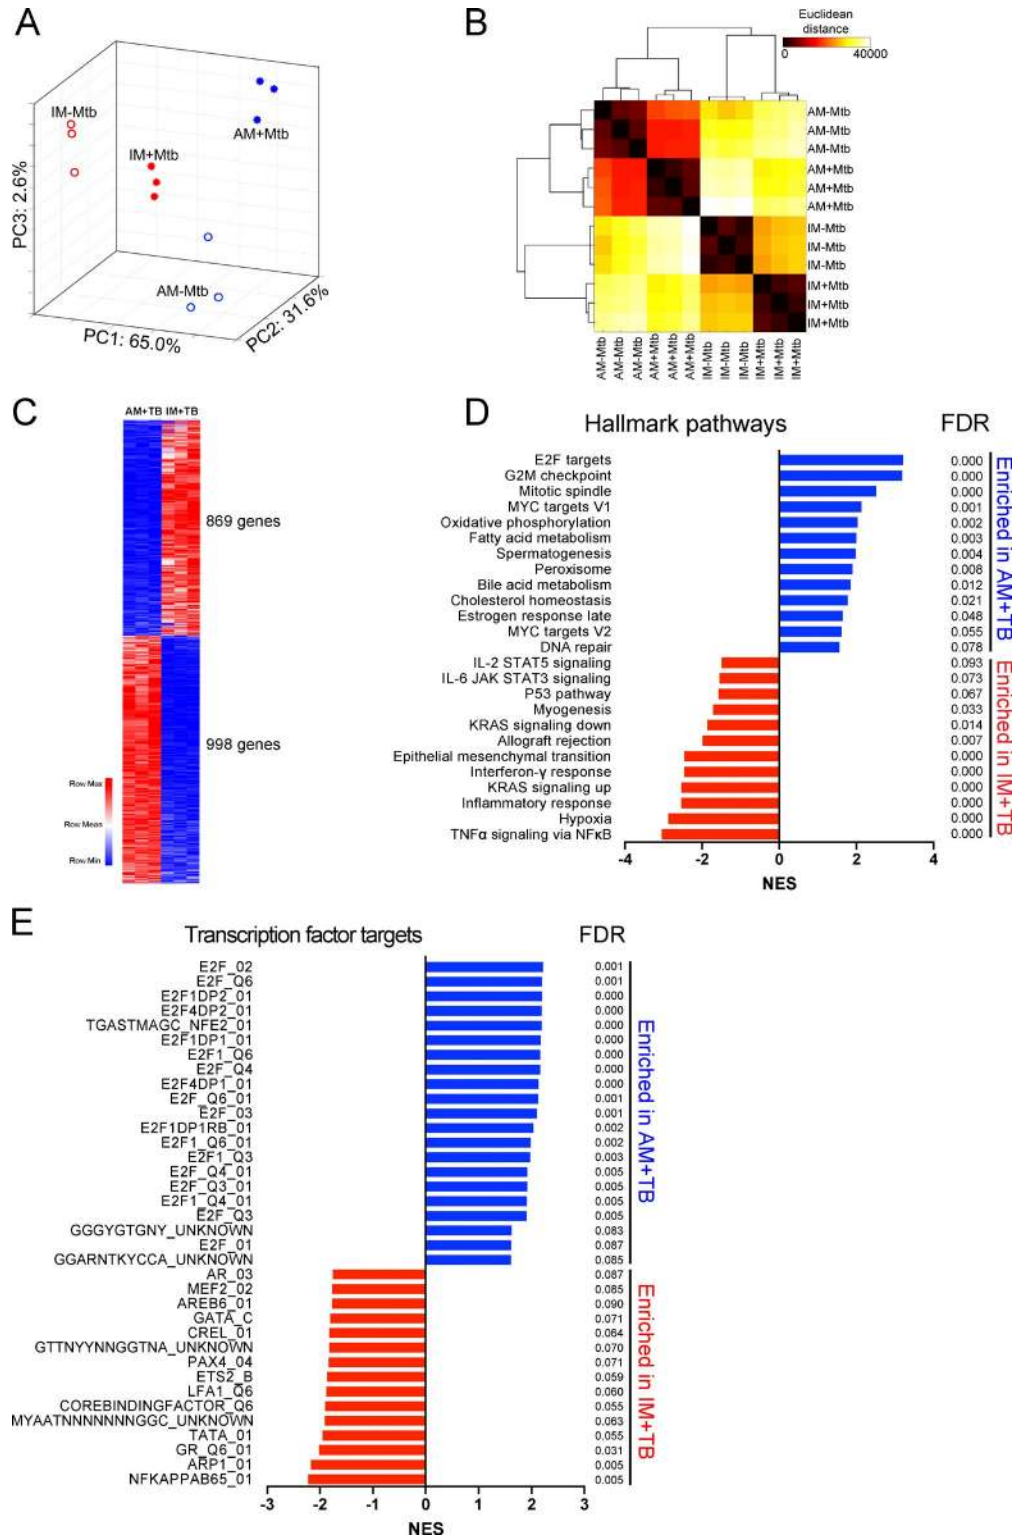 A
IM-Mtb
AM+Mtb
IM+Mtb
AM-Mtb
PC3: 2.6%
PC1: 65.0%
PC2: 31.6%
B
Euclidean
distance
0
40000
AM-Mtb
AM-Mtb
AM-Mtb
AM+Mtb
AM+Mtb
AM+Mtb
IM-Mtb
IM-Mtb
IM-Mtb
IM+Mtb
IM+Mtb
IM+Mtb
AM-Mtb
AM-Mtb
AM-Mtb
AM+Mtb
AM+Mtb
AM+Mtb
IM-Mtb
IM-Mtb
IM-Mtb
IM+Mtb
IM+Mtb
IM+Mtb
C
AM+TB IM+TB
869 genes
998 genes
Row Max
Row Mean
Row Min
D
Hallmark pathways FDR
E2F targets 0.000
G2M checkpoint 0.000
Mitotic spindle 0.000
MYC targets V1 0.001
Oxidative phosphorylation 0.002
Fatty acid metabolism 0.003
Spermatogenesis 0.004
Peroxisome 0.008
Bile acid metabolism 0.012
Cholesterol homeostasis 0.021
Estrogen response late 0.048
MYC targets V2 0.055
DNA repair 0.078
IL-2 STAT5 signaling 0.093
IL-6 JAK STAT3 signaling 0.073
P53 pathway 0.067
Myogenesis 0.033
KRAS signaling down 0.014
Allograft rejection 0.007
Epithelial mesenchymal transition 0.000
Interferon-γ response 0.000
KRAS signaling up 0.000
Inflammatory response 0.000
Hypoxia 0.000
TNFα signaling via NFκB 0.000
Enriched in AM+TB
Enriched in IM+TB
-4 -2 0 2 4
NES
E
Transcription factor targets FDR
E2F_02 0.001
E2F_Q6 0.001
E2F1DP2_01 0.000
E2F4DP2_01 0.000
TGASTMAGC_NFE2_01 0.000
E2F1DP1_01 0.000
E2F1_Q6 0.000
E2F_Q4 0.000
E2F4DP1_01 0.000
E2F_Q6_01 0.001
E2F_03 0.001
E2F1DP1RB_01 0.002
E2F1_Q6_01 0.002
E2F1_Q3 0.003
E2F_Q4_01 0.005
E2F_Q3_01 0.005
E2F1_Q4_01 0.005
E2F_Q3 0.005
GGGYGTGNY_UNKNOWN 0.083
E2F_01 0.087
GGARNTKYCCA_UNKNOWN 0.085
AR_03 0.087
MEF2_02 0.085
AREB6_01 0.090
GATA_C 0.071
CREL_01 0.064
GTTNYYNNGGTNA_UNKNOWN 0.070
PAX4_04 0.071
ETS2_B 0.059
LFA1_Q6 0.060
COREBINDINGFACTOR_Q6 0.055
MYAATNNNNNNNGGC_UNKNOWN 0.063
TATA_01 0.055
GR_Q6_01 0.031
ARP1_01 0.005
NFKAPPAB65_01 0.005
Enriched in AM+TB
Enriched in IM+TB
-3 -2 -1 0 1 2 3
NES